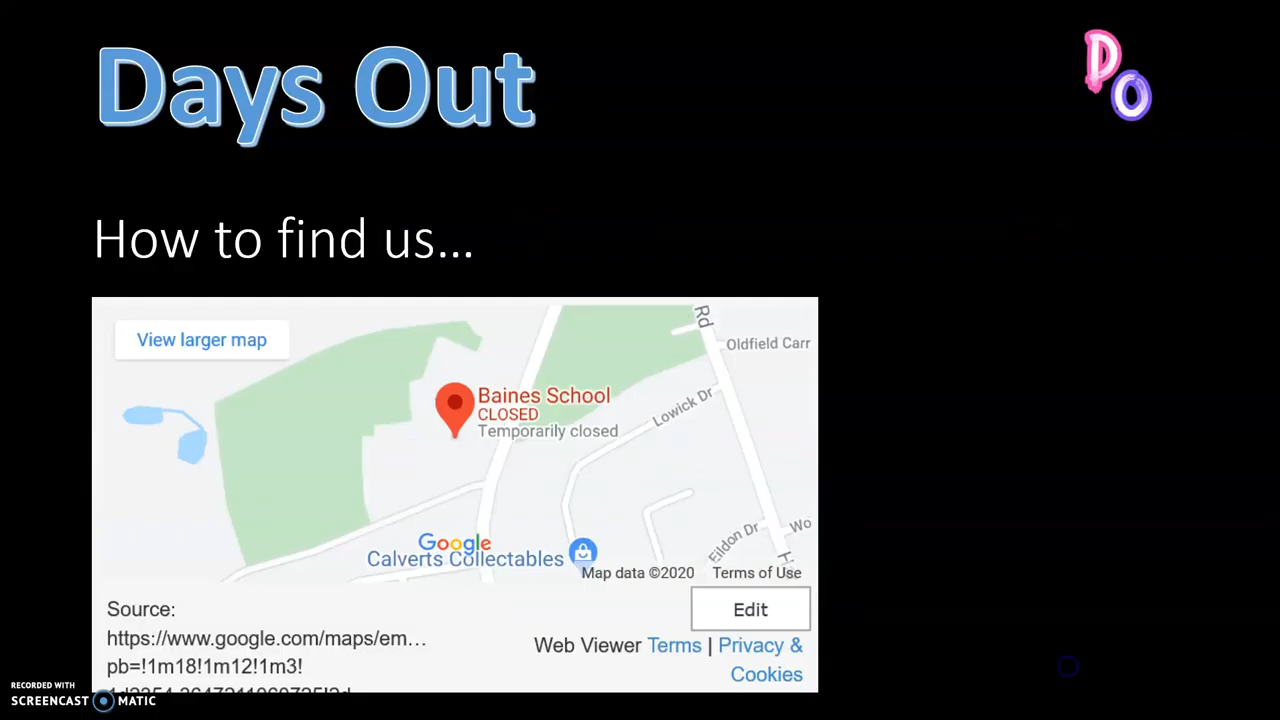 Days Out
D
O
How to find us...
View larger map
Rd
Oldfield Carr
Baines School
CLOSED
Temporarily closed
Lowick Dr
Google
Calverts Collectables
Eildon Dr
Wo
Map data ©2020
Terms of Use
Source:
Edit
https://www.google.com/maps/em...
pb=!1m18!1m12!1m3!
Web Viewer Terms | Privacy &
Cookies
RECORDED WITH
SCREENCAST MATIC